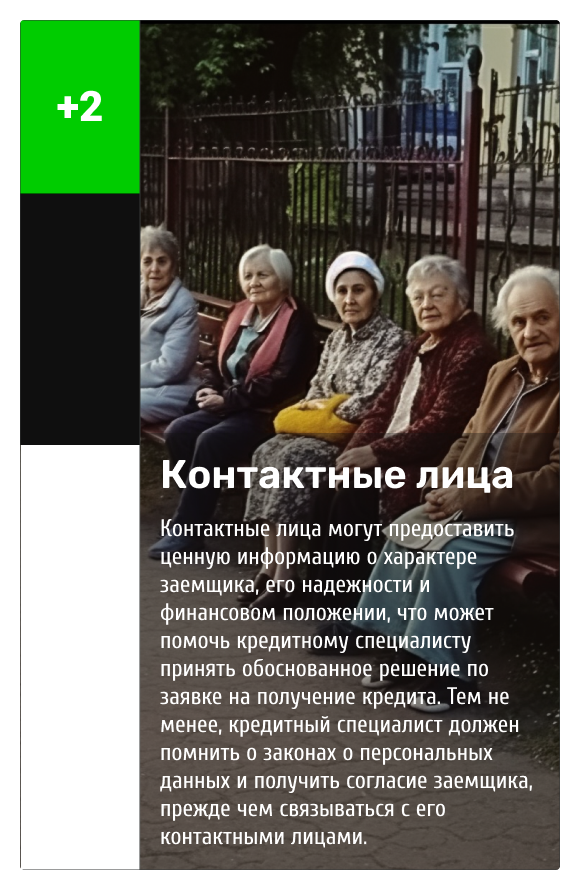 +2
Контактные лица
Контактные лица могут предоставить
ценную информацию о характере
заемщика, его надежности и
финансовом положении, что может
помочь кредитному специалисту
принять обоснованное решение по
заявке на получение кредита. Тем не
менее, кредитный специалист должен
помнить о законах о персональных
данных и получить согласие заемщика,
прежде чем связываться с его
контактными лицами.